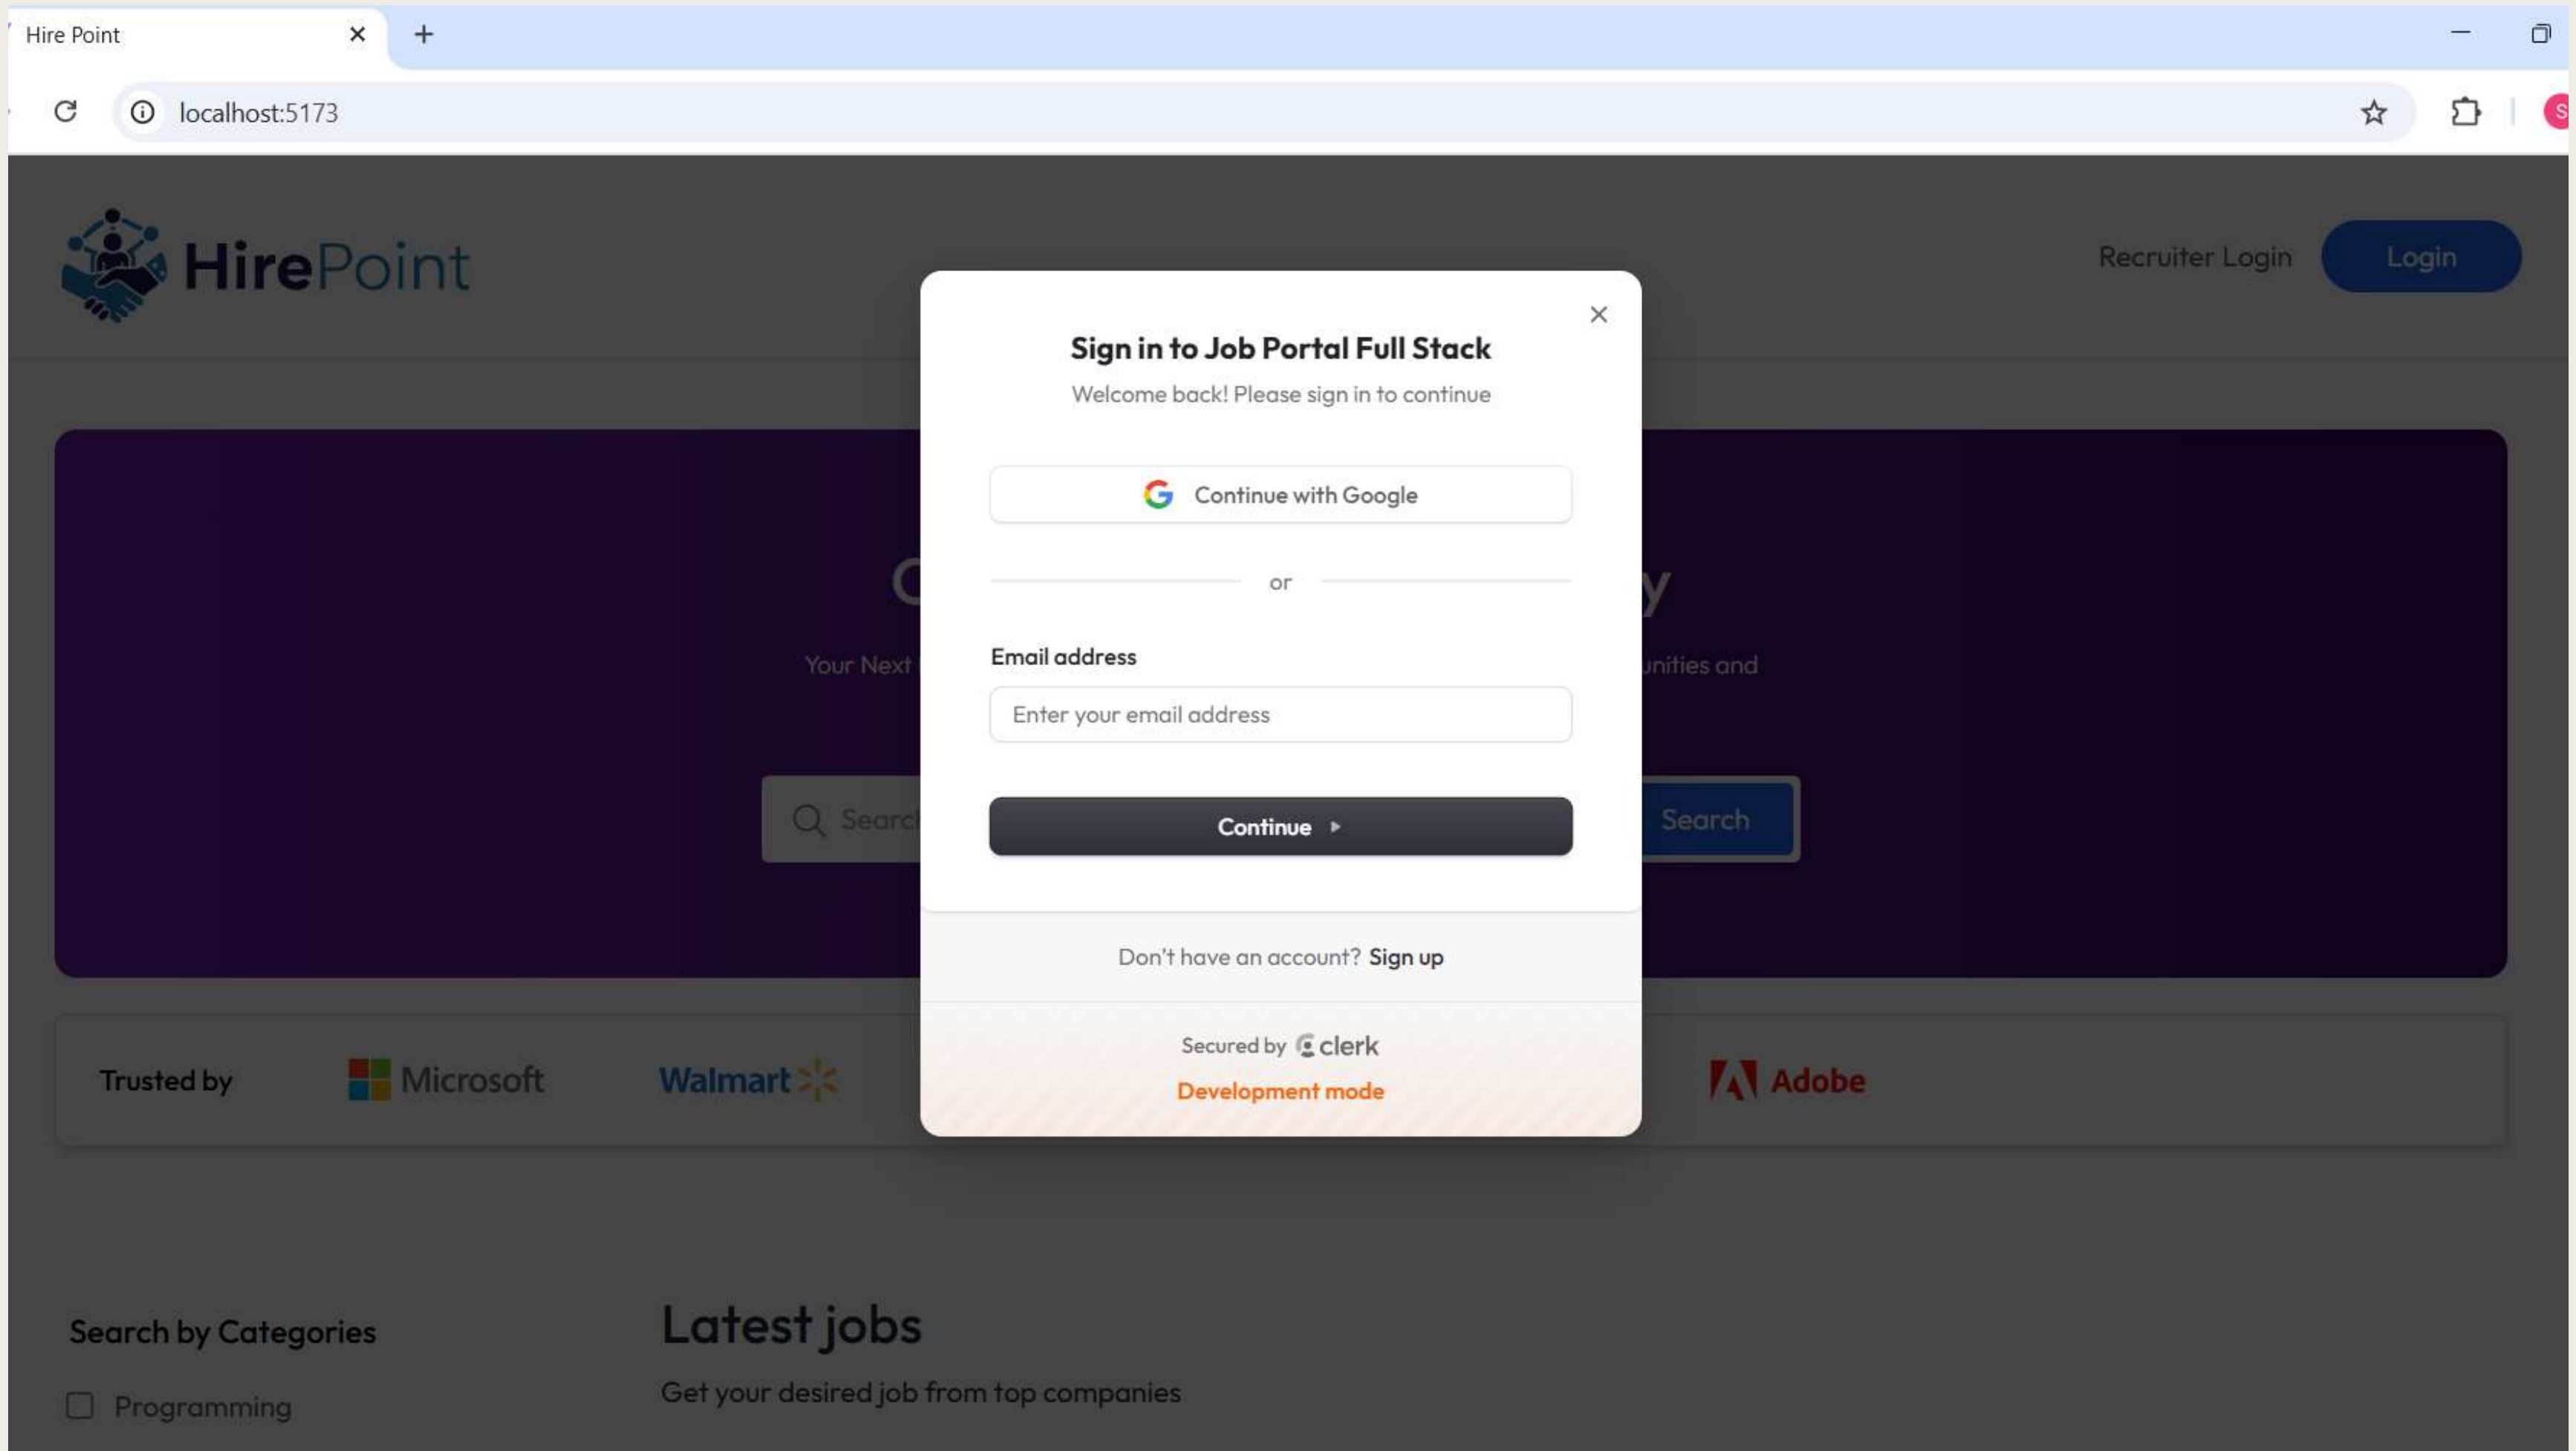 Hire Point
localhost:5173
S
HirePoint
Recruiter Login
Login
Sign in to Job Portal Full Stack
Welcome back! Please sign in to continue
Continue with Google
or
Email address
Enter your email address
Continue
Don't have an account? Sign up
Secured by clerk
Development mode
Your Next
and
Search
Trusted by
Microsoft
Walmart
Adobe
Search by Categories
Programming
Latest jobs
Get your desired job from top companies